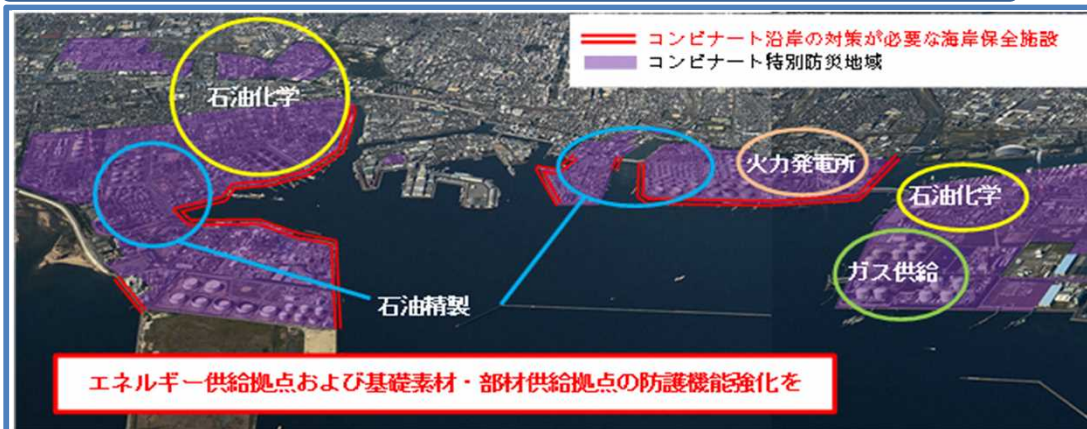 コンビナート沿岸の対策が必要な海岸保全施設
コンビナート特別防災地域
石油化学
火力発電所
石油化学
ガス供給
石油精製
エネルギー供給拠点および基礎素材・部材供給拠点の防護機能強化を